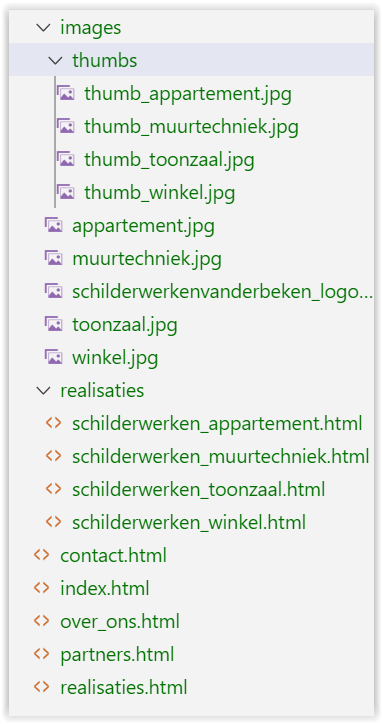 images
thumbs
thumb_appartement.jpg
thumb_muurtechniek.jpg
thumb_toonzaal.jpg
thumb_winkel.jpg
appartement.jpg
muurtechniek.jpg
schilderwerkenvanderbeken_logo...
toonzaal.jpg
winkel.jpg
realisaties
schilderwerken_appartement.html
schilderwerken_muurtechniek.html
schilderwerken_toonzaal.html
schilderwerken_winkel.html
contact.html
index.html
over_ons.html
partners.html
realisaties.html